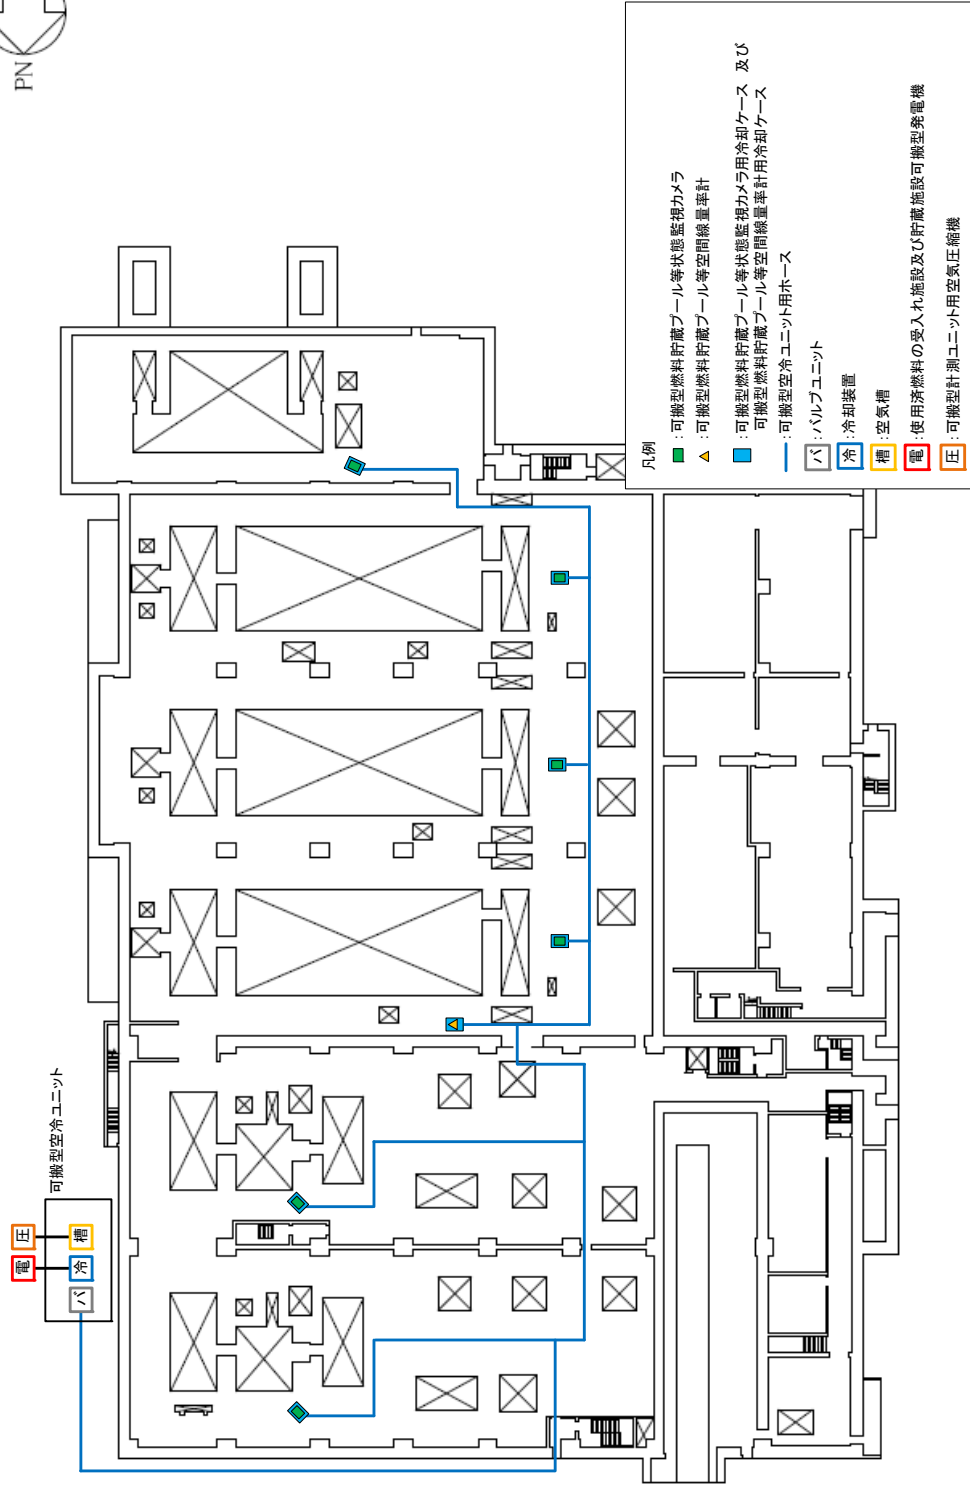 PN
可搬型空冷ユニット
圧
槽
電
冷
バ
凡例
：可搬型燃料貯蔵プール等状態監視カメラ
：可搬型燃料貯蔵プール等空間線量率計
：可搬型燃料貯蔵プール等状態監視カメラ用冷却ケース 及び
可搬型燃料貯蔵プール等空間線量率計用冷却ケース
：可搬型空冷ユニット用ホース
バ：バルブユニット
冷：冷却装置
槽：空気槽
電：使用済燃料の受入れ施設及び貯蔵施設可搬型発電機
圧：可搬型計測ユニット用空気圧縮機